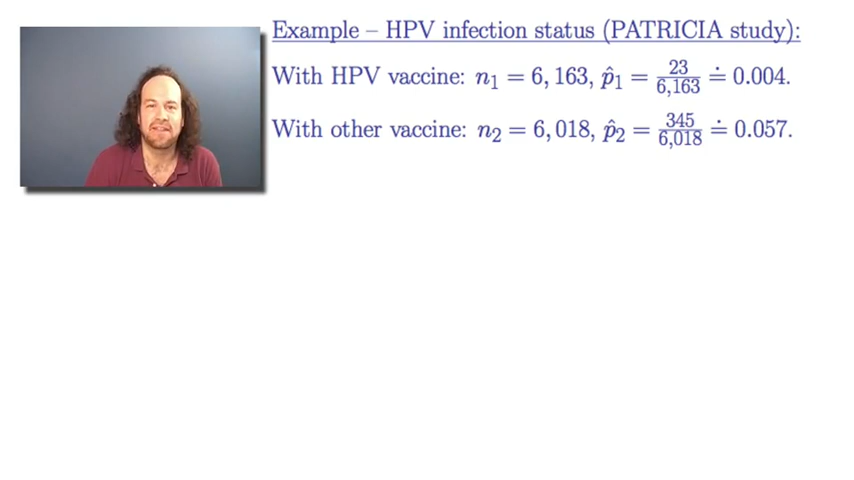 Example – HPV infection status (PATRICIA study):
With HPV vaccine: n₁ = 6, 163, p̂₁ = 23/6,163 ≐ 0.004.
With other vaccine: n₂ = 6, 018, p̂₂ = 345/6,018 ≐ 0.057.